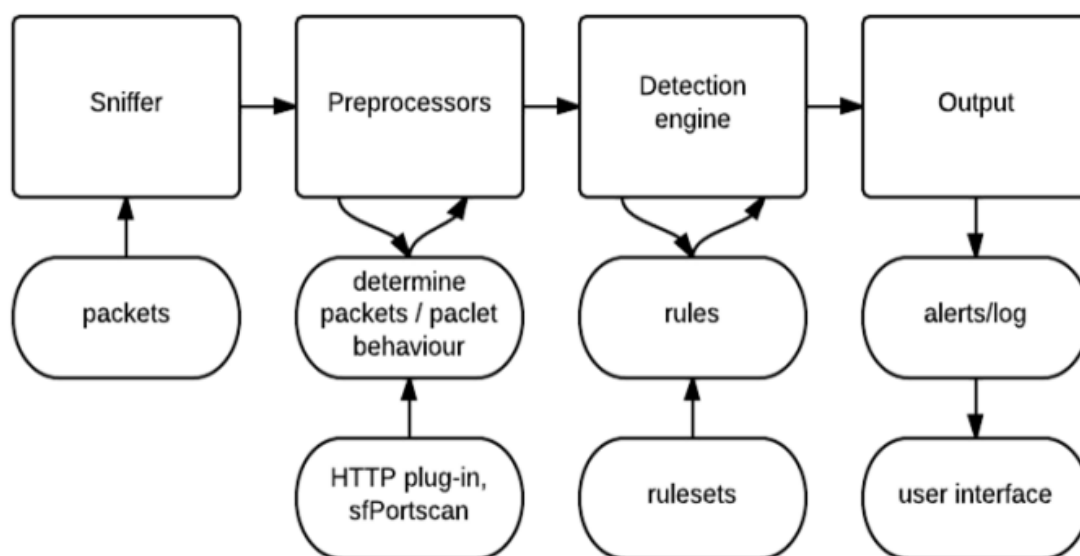 Sniffer
Preprocessors
Detection
engine
Output
packets
determine
packets / paclet
behaviour
rules
alerts/log
HTTP plug-in,
sfPortscan
rulesets
user interface